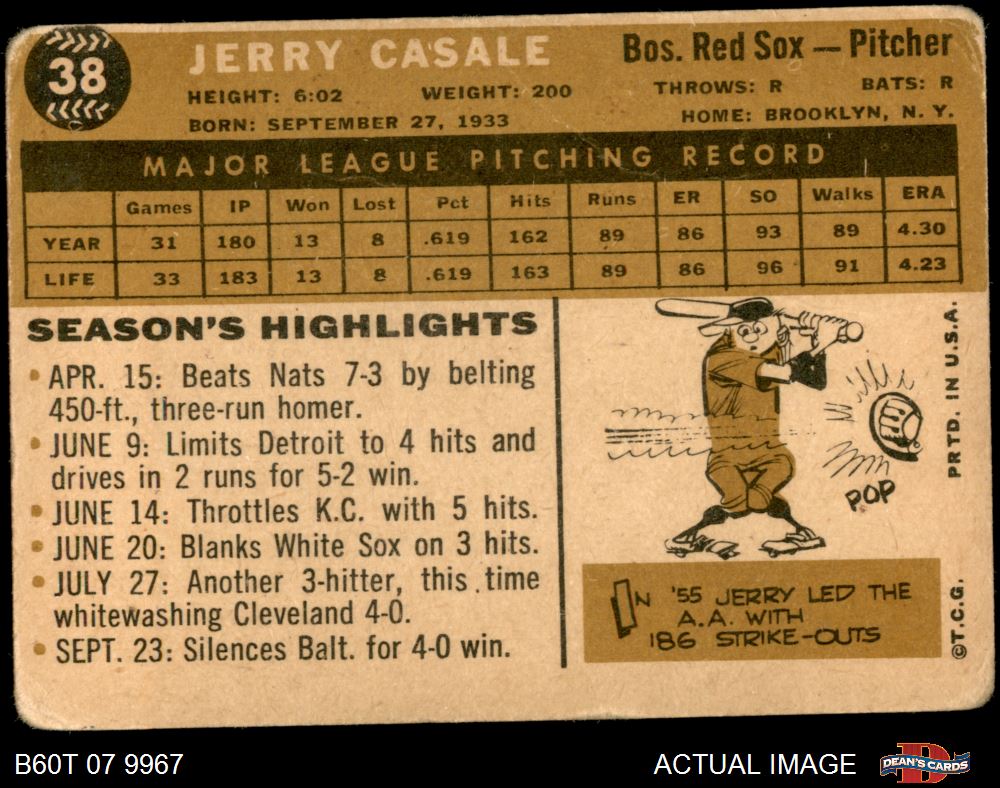 38
JERRY CASALE
Bos. Red Sox — Pitcher
HEIGHT: 6:02 WEIGHT: 200 THROWS: R BATS: R
BORN: SEPTEMBER 27, 1933 HOME: BROOKLYN, N. Y.
MAJOR LEAGUE PITCHING RECORD
Games IP Won Lost Pct Hits Runs ER SO Walks ERA
YEAR 31 180 13 8 .619 162 89 86 93 89 4.30
LIFE 33 183 13 8 .619 163 89 86 96 91 4.23
SEASON'S HIGHLIGHTS
• APR. 15: Beats Nats 7-3 by belting
450-ft., three-run homer.
• JUNE 9: Limits Detroit to 4 hits and
drives in 2 runs for 5-2 win.
• JUNE 14: Throttles K.C. with 5 hits.
• JUNE 20: Blanks White Sox on 3 hits.
• JULY 27: Another 3-hitter, this time
whitewashing Cleveland 4-0.
• SEPT. 23: Silences Balt. for 4-0 win.
POP
IN '55 JERRY LED THE
A.A. WITH
186 STRIKE-OUTS
PRTD. IN U.S.A.
©T.C.G.
B60T 07 9967
ACTUAL IMAGE
D
DEAN'S CARDS